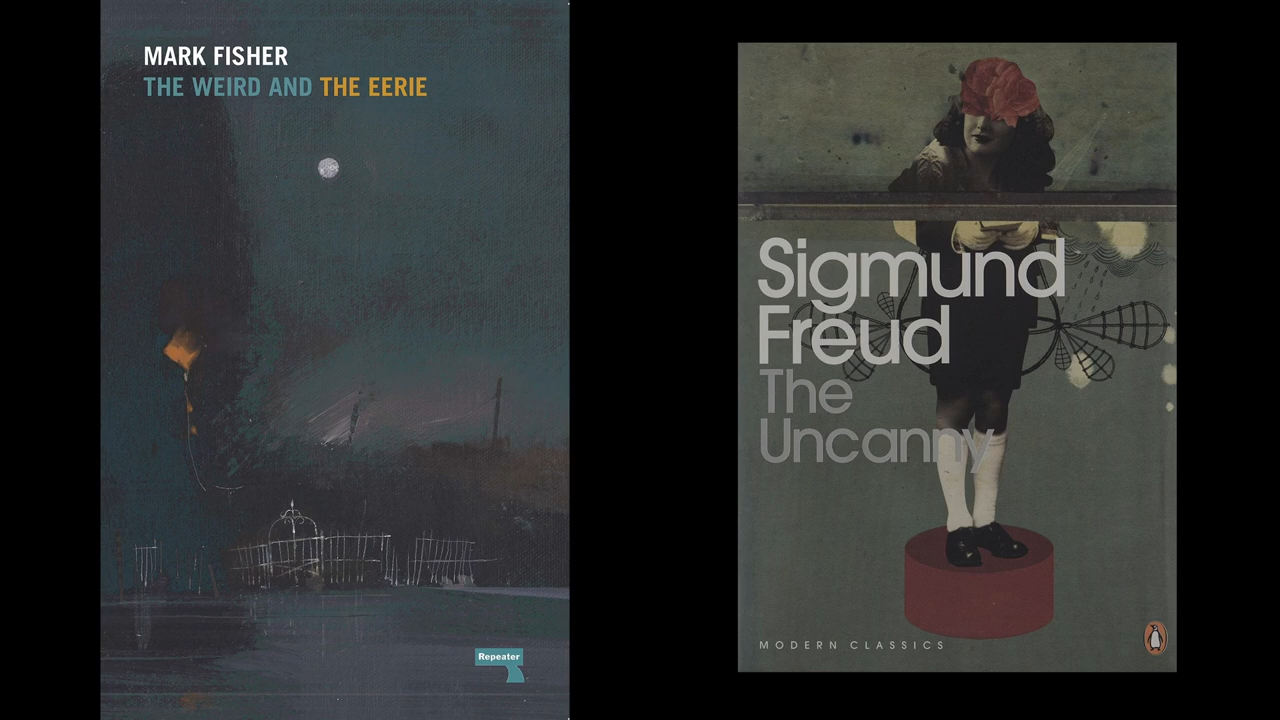 MARK FISHER
THE WEIRD AND THE EERIE
Repeater
Sigmund
Freud
The
Uncanny
MODERN CLASSICS